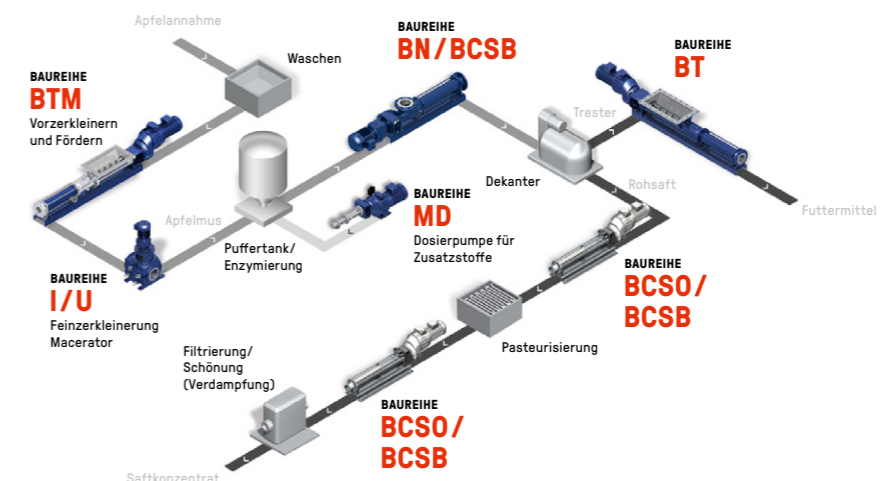 Apfelannahme
Waschen
BAUREIHE
BTM
Vorzerkleinern
und Fördern
BAUREIHE
BN/BCSB
BAUREIHE
BT
Trester
Dekanter
Rohsaft
Futtermittel
Apfelmus
Puffertank/
Enzymierung
BAUREIHE
MD
Dosierpumpe für
Zusatzstoffe
BAUREIHE
I/U
Feinzerkleinerung
Macerator
BAUREIHE
BCSO/
BCSB
Pasteurisierung
Filtrierung/
Schönung
(Verdampfung)
BAUREIHE
BCSO/
BCSB
Saftkonzentrat